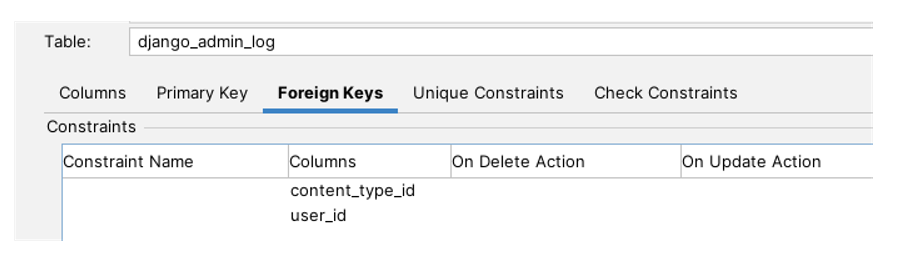 Table: django_admin_log
Columns Primary Key Foreign Keys Unique Constraints Check Constraints
Constraints
Constraint Name Columns On Delete Action On Update Action
content_type_id
user_id